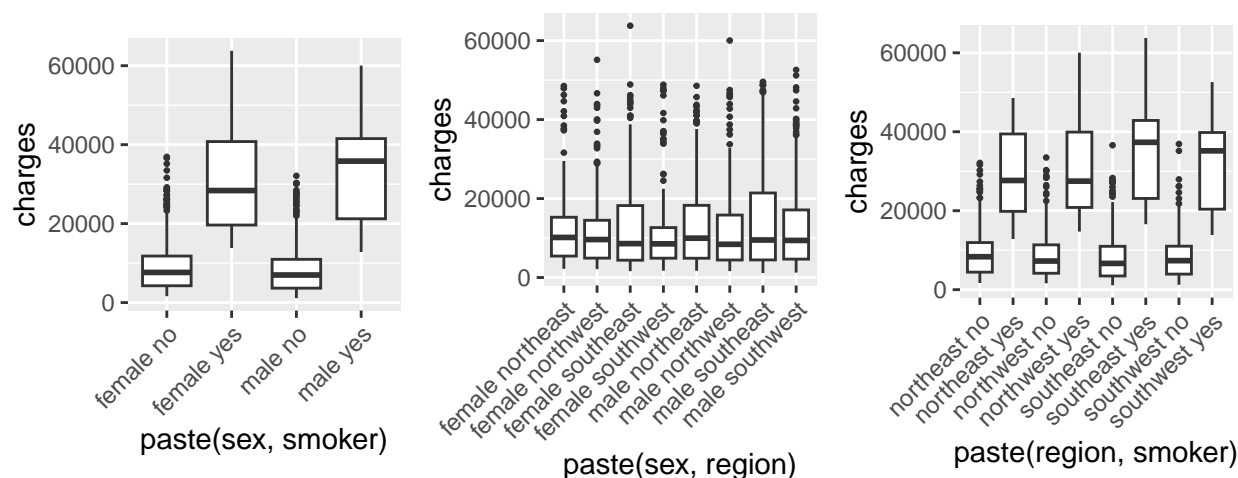 charges
60000
40000
20000
0
female no
female yes
male no
male yes
paste(sex, smoker)
charges
60000
40000
20000
0
female northeast
female northwest
female southeast
female southwest
male northeast
male northwest
male southeast
male southwest
paste(sex, region)
charges
60000
40000
20000
0
northeast no
northeast yes
northwest no
northwest yes
southeast no
southeast yes
southwest no
southwest yes
paste(region, smoker)